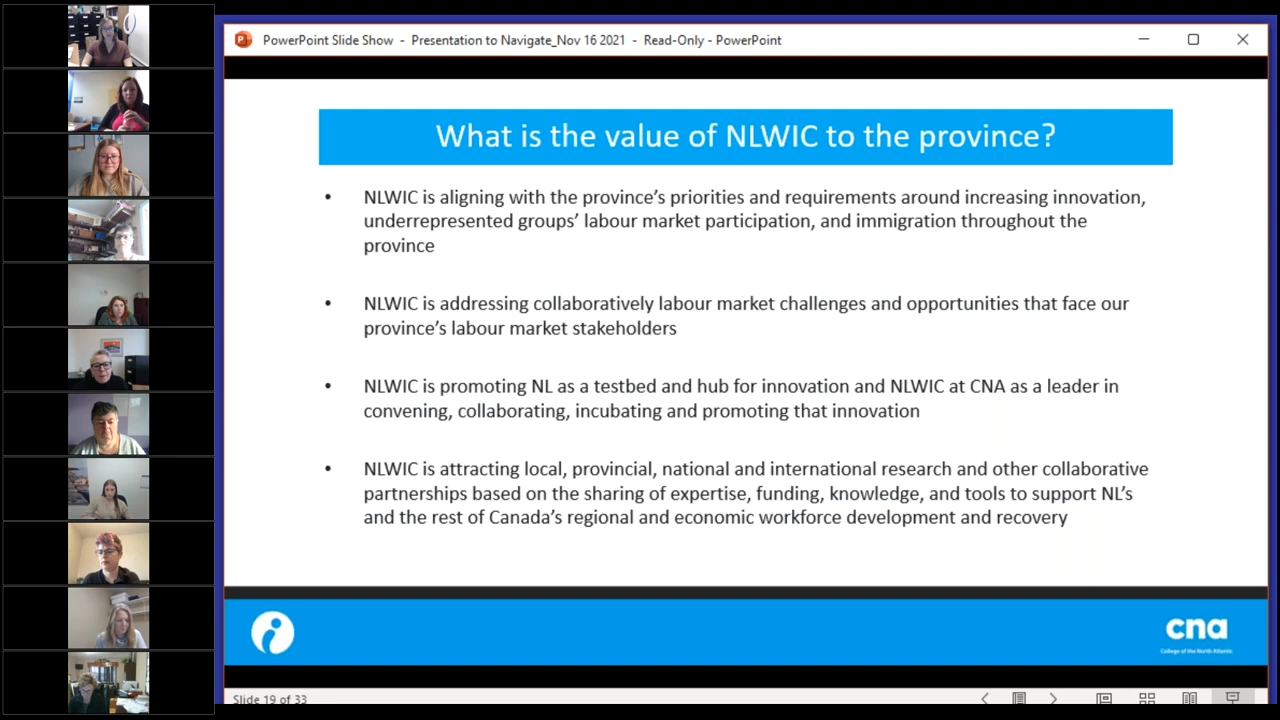 PowerPoint Slide Show - Presentation to Navigate_Nov 16 2021 - Read-Only - PowerPoint
What is the value of NLWIC to the province?
• NLWIC is aligning with the province's priorities and requirements around increasing innovation,
underrepresented groups' labour market participation, and immigration throughout the
province
• NLWIC is addressing collaboratively labour market challenges and opportunities that face our
province's labour market stakeholders
• NLWIC is promoting NL as a testbed and hub for innovation and NLWIC at CNA as a leader in
convening, collaborating, incubating and promoting that innovation
• NLWIC is attracting local, provincial, national and international research and other collaborative
partnerships based on the sharing of expertise, funding, knowledge, and tools to support NL's
and the rest of Canada's regional and economic workforce development and recovery
cna
College of the North Atlantic
Slide 19 of 33